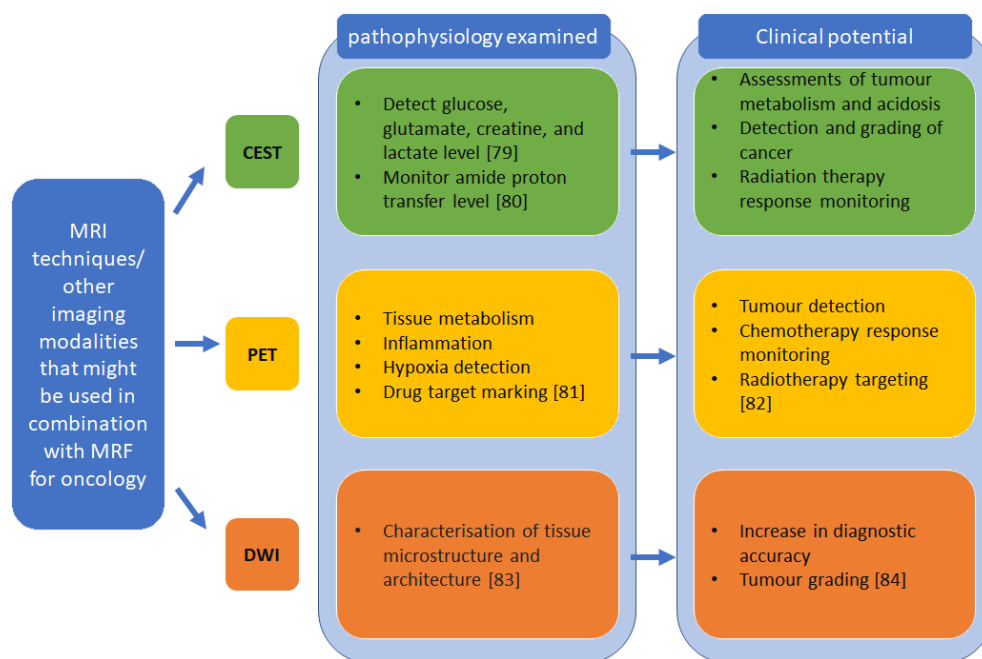 pathophysiology examined
Clinical potential
MRI
techniques/
other
imaging
modalities
that might
be used in
combination
with MRF
for oncology
CEST
• Detect glucose,
glutamate, creatine, and
lactate level [79]
• Monitor amide proton
transfer level [80]
• Assessments of tumour
metabolism and acidosis
• Detection and grading of
cancer
• Radiation therapy
response monitoring
PET
• Tissue metabolism
• Inflammation
• Hypoxia detection
• Drug target marking [81]
• Tumour detection
• Chemotherapy response
monitoring
• Radiotherapy targeting
[82]
DWI
• Characterisation of tissue
microstructure and
architecture [83]
• Increase in diagnostic
accuracy
• Tumour grading [84]